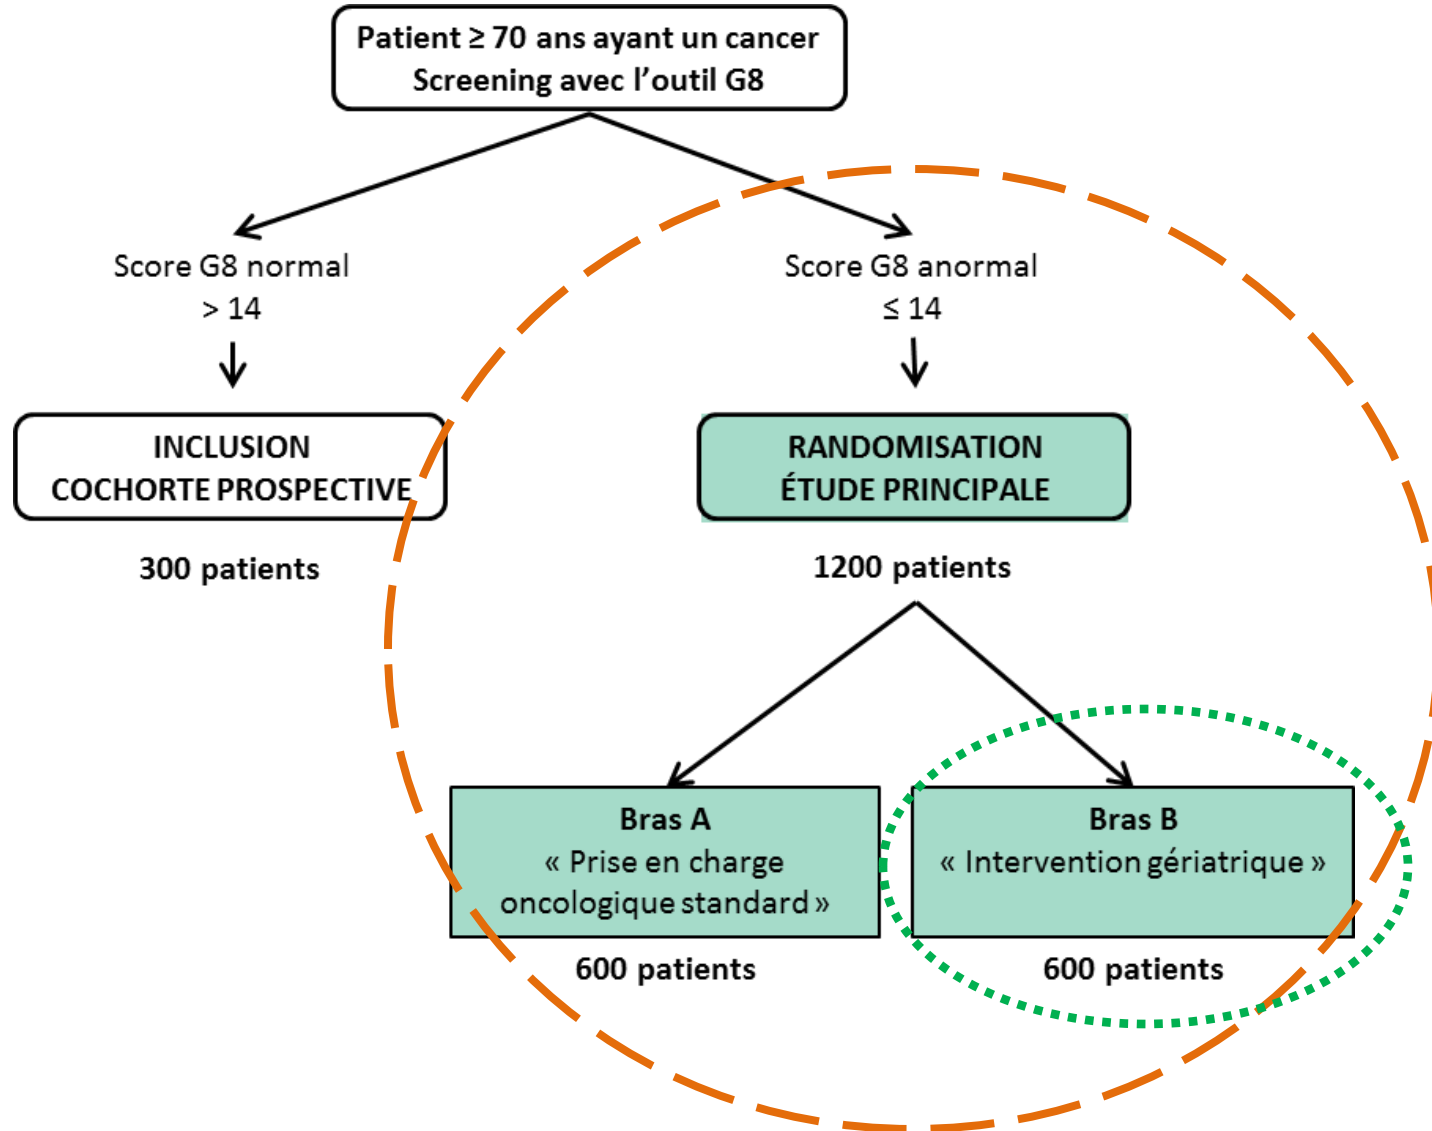 Patient ≥ 70 ans ayant un cancer
Screening avec l’outil G8
Score G8 normal
> 14
Score G8 anormal
≤ 14
INCLUSION
COCHORTE PROSPECTIVE
300 patients
RANDOMISATION
ÉTUDE PRINCIPALE
1200 patients
Bras A
« Prise en charge
oncologique standard »
600 patients
Bras B
« Intervention gériatrique »
600 patients